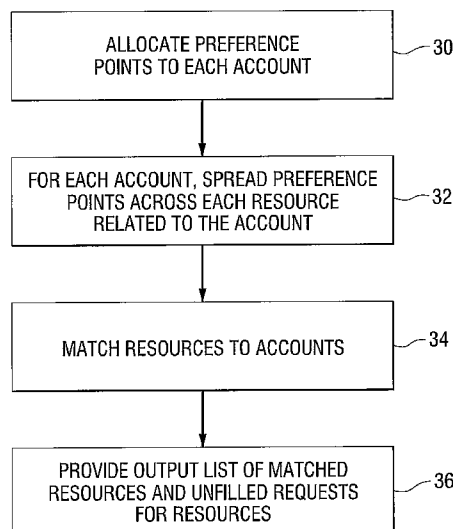 ALLOCATE PREFERENCE
POINTS TO EACH ACCOUNT
30
FOR EACH ACCOUNT, SPREAD PREFERENCE
POINTS ACROSS EACH RESOURCE
RELATED TO THE ACCOUNT
32
MATCH RESOURCES TO ACCOUNTS
34
PROVIDE OUTPUT LIST OF MATCHED
RESOURCES AND UNFILLED REQUESTS
FOR RESOURCES
36